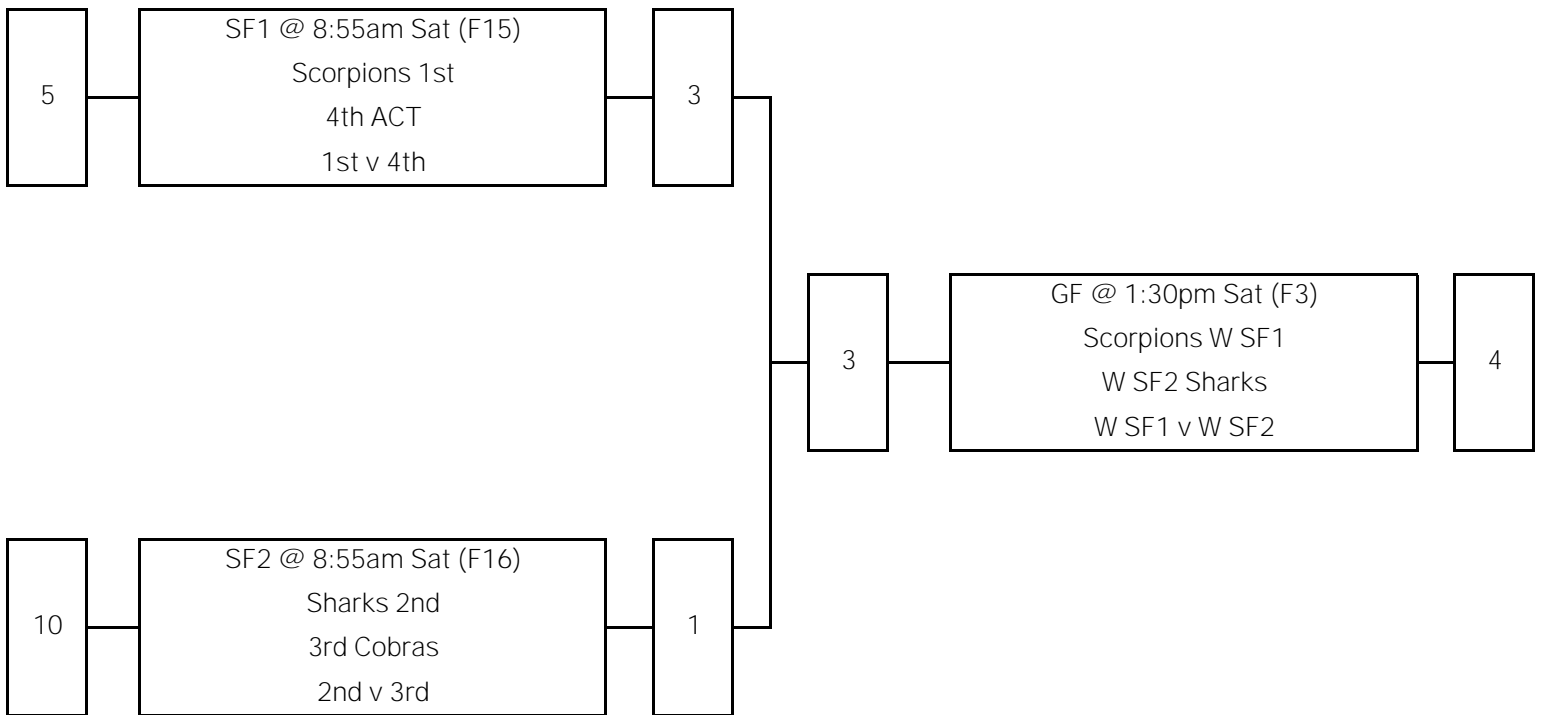 5
SF1 @ 8:55am Sat (F15)
Scorpions 1st
4th ACT
1st v 4th
3
3
GF @ 1:30pm Sat (F3)
Scorpions W SF1
W SF2 Sharks
W SF1 v W SF2
4
10
SF2 @ 8:55am Sat (F16)
Sharks 2nd
3rd Cobras
2nd v 3rd
1